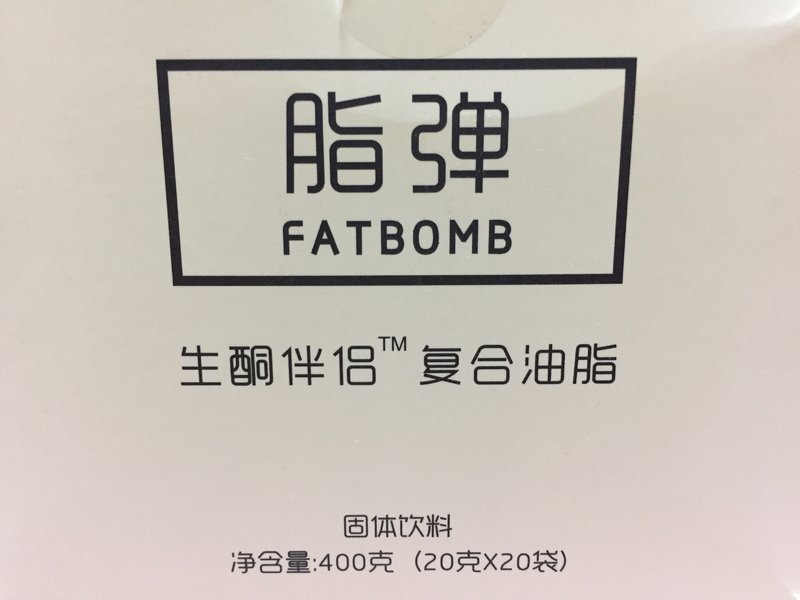 脂弹
FATBOMB
生酮伴侣™复合油脂
固体饮料
净含量:400克 (20克X20袋)